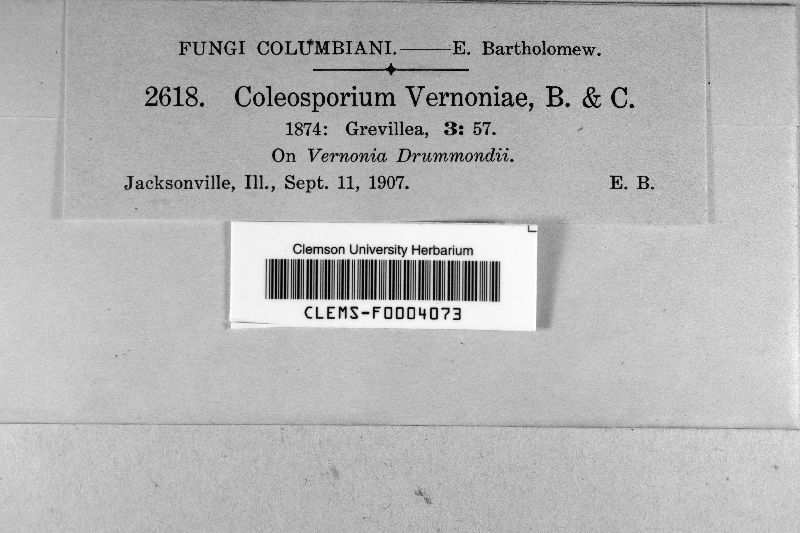 FUNGI COLUMBIANI.——E. Bartholomew.
2618. Coleosporium Vernoniae, B. & C.
1874: Grevillea, 3: 57.
On Vernonia Drummondii.
Jacksonville, Ill., Sept. 11, 1907. E. B.
Clemson University Herbarium
CLEMS-F0004073